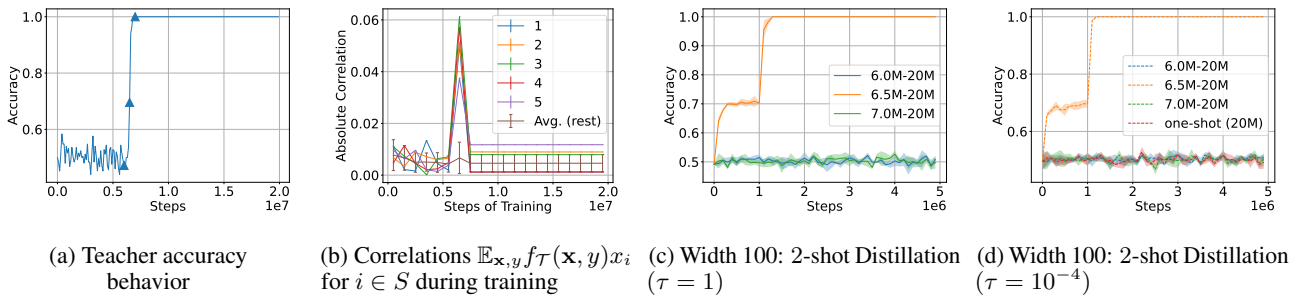 1.0
0.8
0.6
Accuracy
0.0 0.5 1.0 1.5 2.0
Steps
1e7
0.06
0.04
0.02
0.00
Absolute Correlation
1
2
3
4
5
Avg. (rest)
0.0 0.5 1.0 1.5 2.0
Steps of Training
1e7
1.0
0.9
0.8
0.7
0.6
0.5
Accuracy
6.0M-20M
6.5M-20M
7.0M-20M
0 1 2 3 4 5
Steps
1e6
1.0
0.8
0.6
Accuracy
6.0M-20M
6.5M-20M
7.0M-20M
one-shot (20M)
0 1 2 3 4 5
Steps
1e6
(a) Teacher accuracy
behavior
(b) Correlations 𝔼ₓ,ᵧ f_𝒯(x, y)xᵢ
for i ∈ S during training
(c) Width 100: 2-shot Distillation
(τ = 1)
(d) Width 100: 2-shot Distillation
(τ = 10⁻⁴)